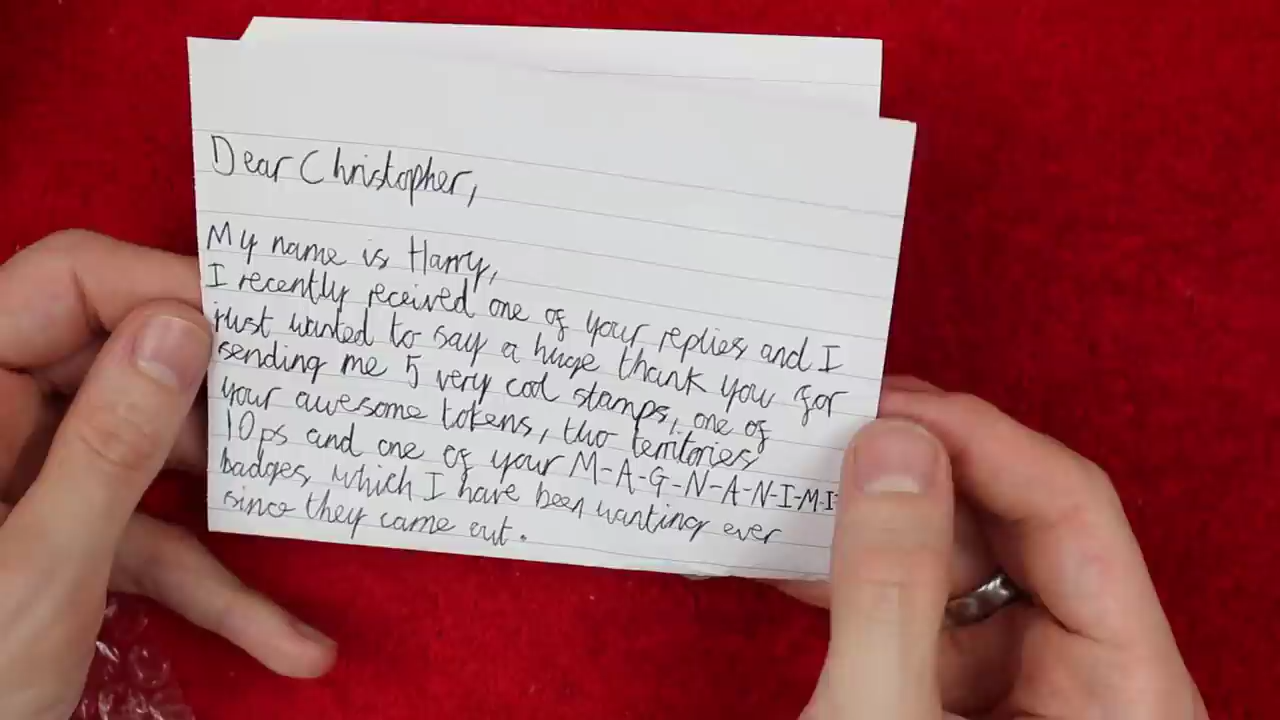 Dear Christopher,
My name is Harry,
I recently received one of your replies and I
just wanted to say a huge thank you for
sending me 5 very cool stamps, one of
your awesome tokens, two territories
10ps and one of your M-A-G-N-A-N-I-M-I
badges, which I have been wanting ever
since they came out.